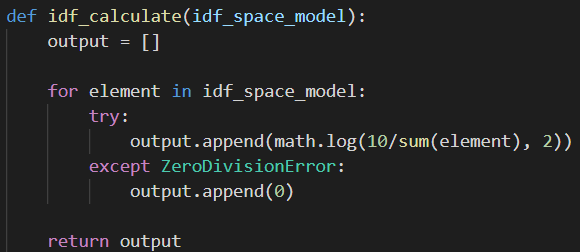 def idf_calculate(idf_space_model):
    output = []

    for element in idf_space_model:
        try:
            output.append(math.log(10/sum(element), 2))
        except ZeroDivisionError:
            output.append(0)

    return output